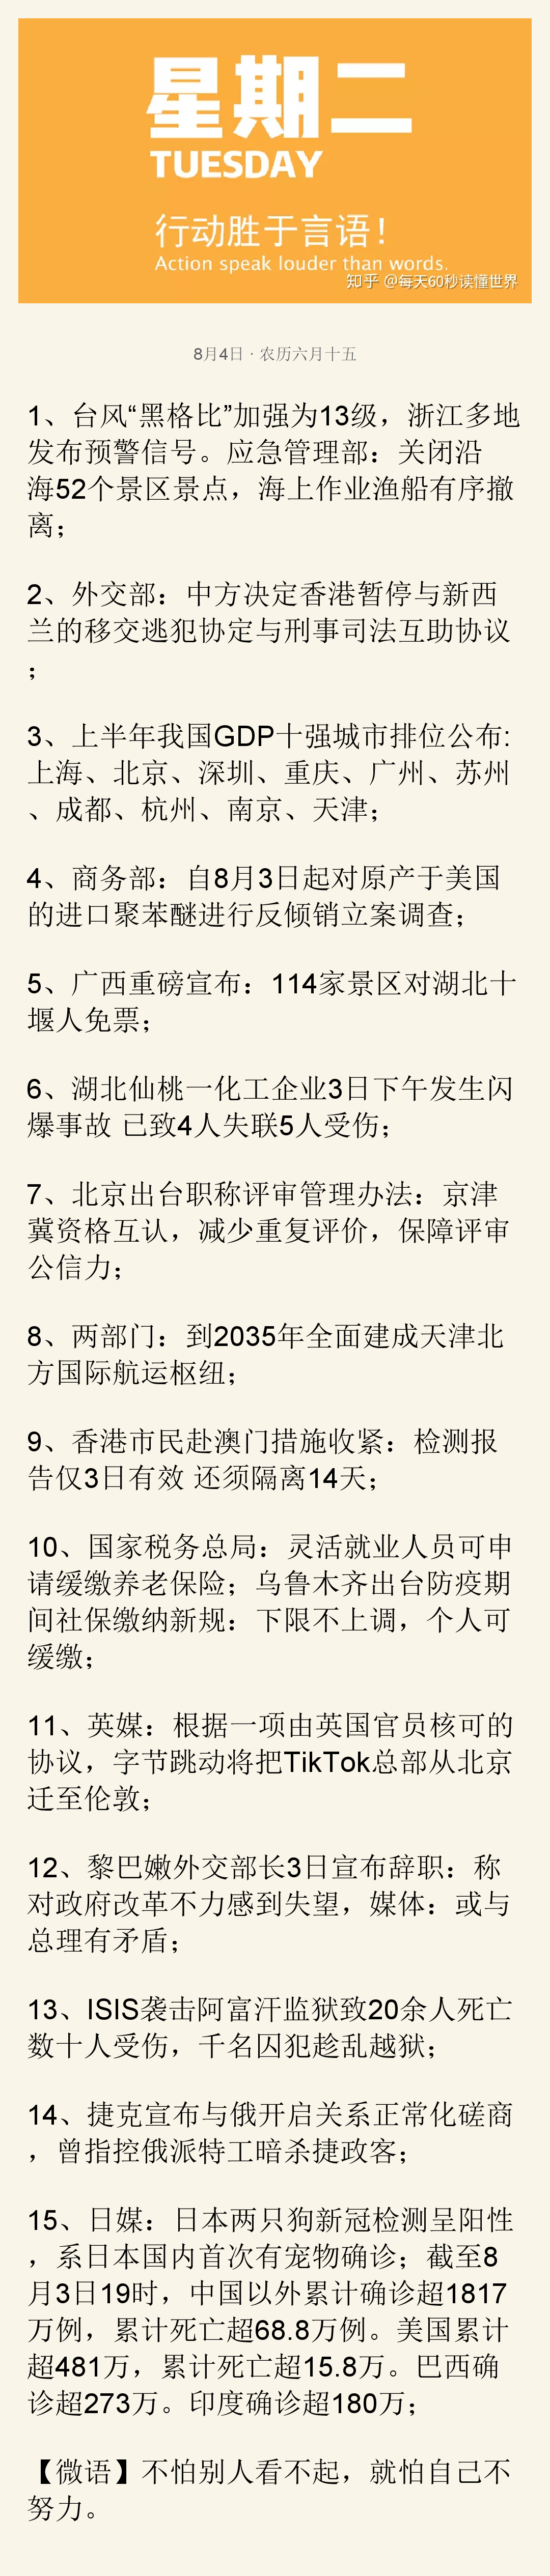 星期二
TUESDAY
行动胜于言语！
Action speak louder than words.
知乎 @每天60秒读懂世界
8月4日 · 农历六月十五
1、台风“黑格比”加强为13级，浙江多地
发布预警信号。应急管理部：关闭沿
海52个景区景点，海上作业渔船有序撤
离；
2、外交部：中方决定香港暂停与新西
兰的移交逃犯协定与刑事司法互助协议
；
3、上半年我国GDP十强城市排位公布:
上海、北京、深圳、重庆、广州、苏州
、成都、杭州、南京、天津；
4、商务部：自8月3日起对原产于美国
的进口聚苯醚进行反倾销立案调查；
5、广西重磅宣布：114家景区对湖北十
堰人免票；
6、湖北仙桃一化工企业3日下午发生闪
爆事故 已致4人失联5人受伤；
7、北京出台职称评审管理办法：京津
冀资格互认，减少重复评价，保障评审
公信力；
8、两部门：到2035年全面建成天津北
方国际航运枢纽；
9、香港市民赴澳门措施收紧：检测报
告仅3日有效 还须隔离14天；
10、国家税务总局：灵活就业人员可申
请缓缴养老保险；乌鲁木齐出台防疫期
间社保缴纳新规：下限不上调，个人可
缓缴；
11、英媒：根据一项由英国官员核可的
协议，字节跳动将把TikTok总部从北京
迁至伦敦；
12、黎巴嫩外交部长3日宣布辞职：称
对政府改革不力感到失望，媒体：或与
总理有矛盾；
13、ISIS袭击阿富汗监狱致20余人死亡
数十人受伤，千名囚犯趁乱越狱；
14、捷克宣布与俄开启关系正常化磋商
，曾指控俄派特工暗杀捷政客；
15、日媒：日本两只狗新冠检测呈阳性
，系日本国内首次有宠物确诊；截至8
月3日19时，中国以外累计确诊超1817
万例，累计死亡超68.8万例。美国累计
超481万，累计死亡超15.8万。巴西确
诊超273万。印度确诊超180万；
【微语】不怕别人看不起，就怕自己不
努力。